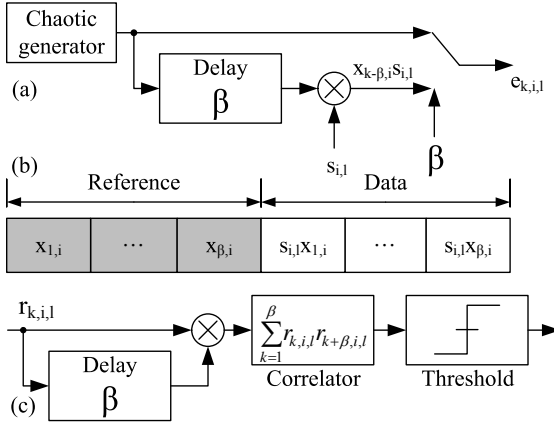 Chaotic
generator
Delay
β
x_{k-β,i}s_{i,l}
e_{k,i,l}
(a)
s_{i,l}
β
(b)
Reference
Data
x_{1,i} ... x_{β,i} s_{i,l}x_{1,i} ... s_{i,l}x_{β,i}
r_{k,i,l}
\sum_{k=1}^{β} r_{k,i,l} r_{k+β,i,l}
Delay
β
Correlator
Threshold
(c)